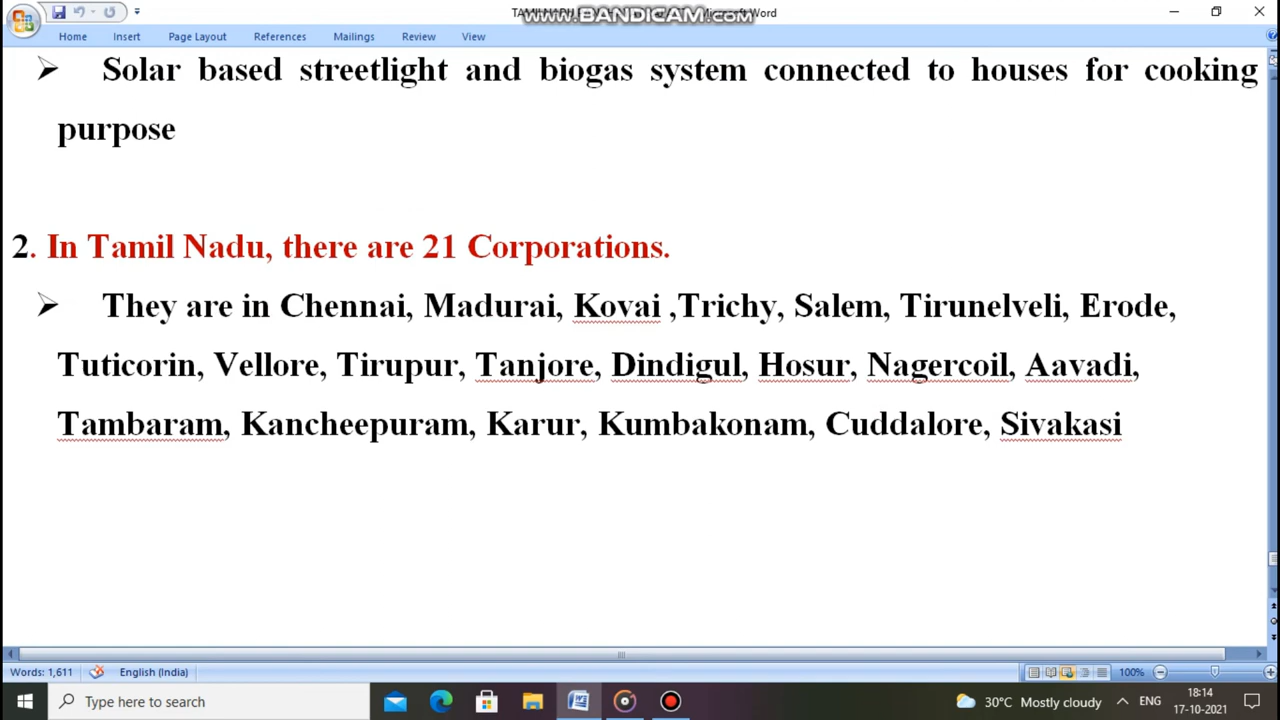 TAMILNADU
www.BANDICAM.com
Microsoft Word
Home Insert Page Layout References Mailings Review View
➢ Solar based streetlight and biogas system connected to houses for cooking
purpose
2. In Tamil Nadu, there are 21 Corporations.
➢ They are in Chennai, Madurai, Kovai ,Trichy, Salem, Tirunelveli, Erode,
Tuticorin, Vellore, Tirupur, Tanjore, Dindigul, Hosur, Nagercoil, Aavadi,
Tambaram, Kancheepuram, Karur, Kumbakonam, Cuddalore, Sivakasi
Words: 1,611 English (India) 100%
Type here to search 30°C Mostly cloudy ENG 18:14
17-10-2021